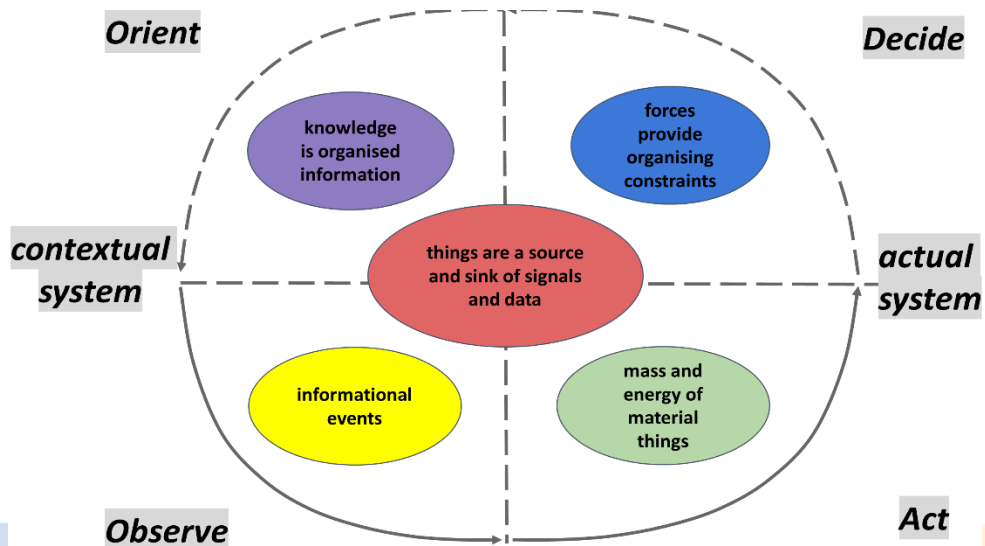 Orient
Decide
knowledge
is organised
information
forces
provide
organising
constraints
contextual
system
things are a source
and sink of signals
and data
actual
system
informational
events
mass and
energy of
material
things
Observe
Act